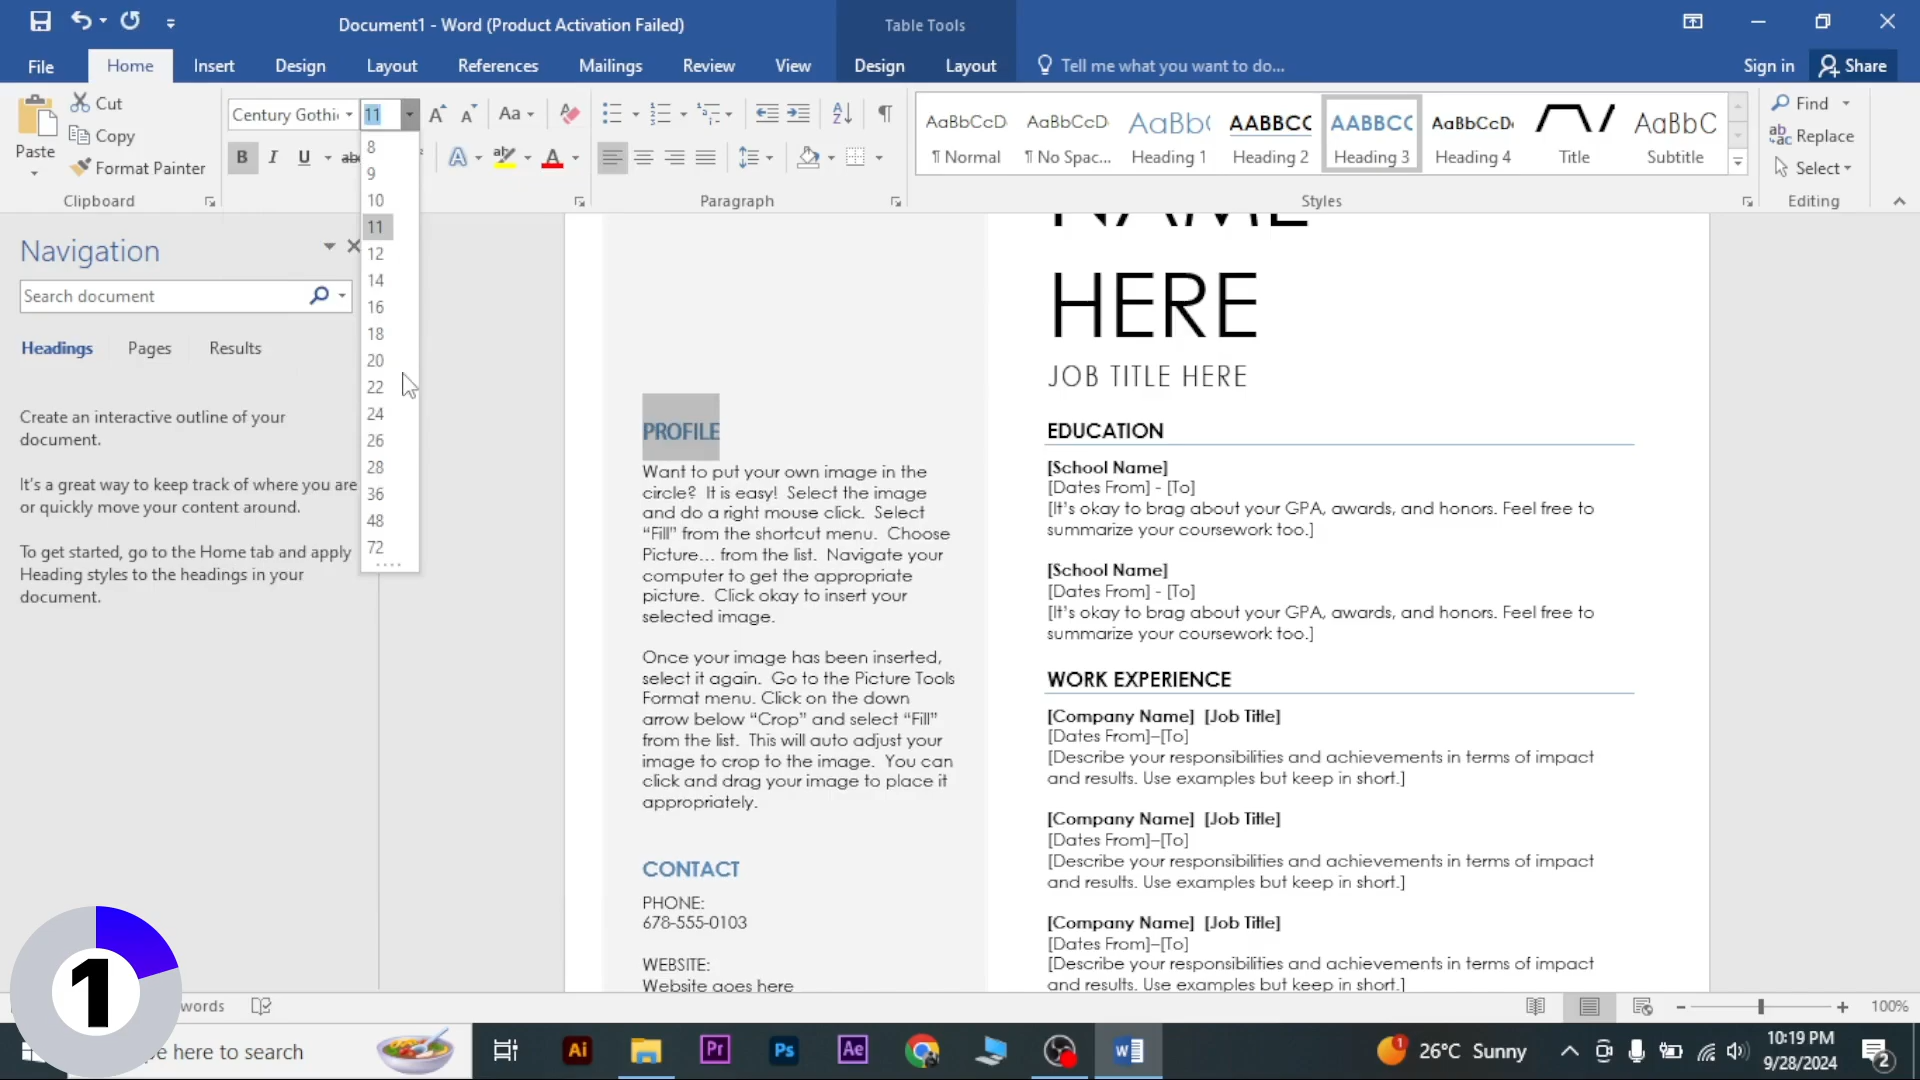 Document1 - Word (Product Activation Failed)
Table Tools
File
Home
Insert
Design
Layout
References
Mailings
Review
View
Design
Layout
Tell me what you want to do...
Sign in
Share
Paste
Cut
Copy
Format Painter
Clipboard
Century Gothi
11
B I U abc
Aa
A
Paragraph
AaBbCcD
¶ Normal
AaBbCcD
¶ No Spac...
AaBb(
Heading 1
AABBCC
Heading 2
AABBCC
Heading 3
AaBbCcD
Heading 4
Title
AaBbC
Subtitle
Styles
Find
Replace
Select
Editing
8
9
10
11
12
14
16
18
20
22
24
26
28
36
48
72
Navigation
Search document
Headings
Pages
Results
Create an interactive outline of your
document.
It's a great way to keep track of where you are
or quickly move your content around.
To get started, go to the Home tab and apply
Heading styles to the headings in your
document.
PROFILE
Want to put your own image in the
circle?  It is easy!  Select the image
and do a right mouse click.  Select
“Fill” from the shortcut menu.  Choose
Picture… from the list.  Navigate your
computer to get the appropriate
picture.  Click okay to insert your
selected image.
Once your image has been inserted,
select it again.  Go to the Picture Tools
Format menu. Click on the down
arrow below “Crop” and select “Fill”
from the list.  This will auto adjust your
image to crop to the image.  You can
click and drag your image to place it
appropriately.
CONTACT
PHONE:
678-555-0103
WEBSITE:
Website goes here
NAME
HERE
JOB TITLE HERE
EDUCATION
[School Name]
[Dates From] - [To]
[It’s okay to brag about your GPA, awards, and honors. Feel free to
summarize your coursework too.]
[School Name]
[Dates From] - [To]
[It’s okay to brag about your GPA, awards, and honors. Feel free to
summarize your coursework too.]
WORK EXPERIENCE
[Company Name]  [Job Title]
[Dates From]–[To]
[Describe your responsibilities and achievements in terms of impact
and results. Use examples but keep in short.]
[Company Name]  [Job Title]
[Dates From]–[To]
[Describe your responsibilities and achievements in terms of impact
and results. Use examples but keep in short.]
[Company Name]  [Job Title]
[Dates From]–[To]
[Describe your responsibilities and achievements in terms of impact
and results. Use examples but keep in short.]
1
words
100%
here to search
Ai
Pr
Ps
Ae
1
26°C Sunny
10:19 PM
9/28/2024
2